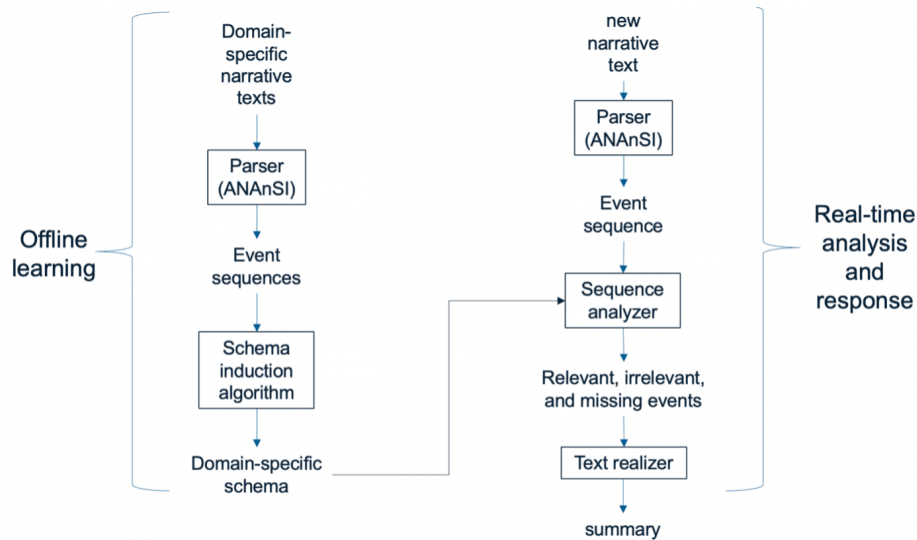 Offline
learning
Domain-
specific
narrative
texts
Parser
(ANAnSI)
Event
sequences
Schema
induction
algorithm
Domain-specific
schema
new
narrative
text
Parser
(ANAnSI)
Event
sequence
Sequence
analyzer
Relevant, irrelevant,
and missing events
Text realizer
summary
Real-time
analysis
and
response